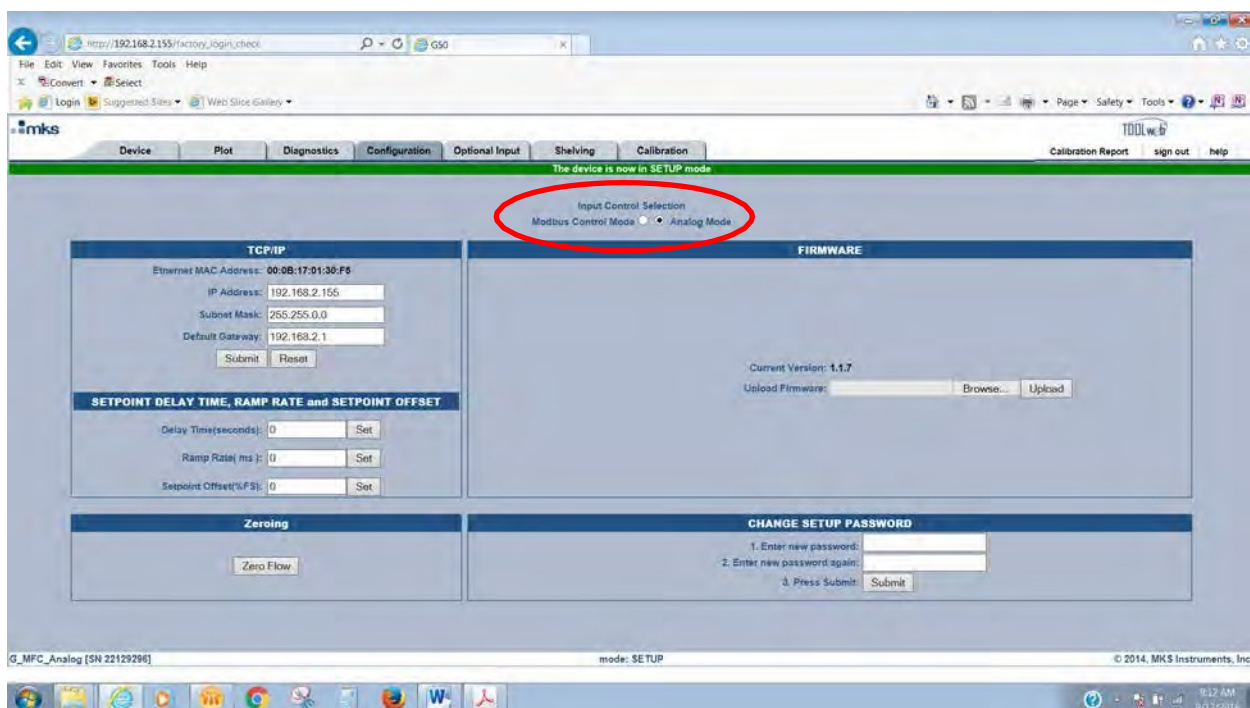 http://192.168.2.155/factory_login_check
GSG
File Edit View Favorites Tools Help
Convert Select
Login Suggested Sites Web Slice Gallery
Page Safety Tools
mks
TOOLweb
Device Plot Diagnostics Configuration Optional Input Shelving Calibration
Calibration Report sign out help
The device is now in SETUP mode
Input Control Selection
Modbus Control Mode Analog Mode
TCP/IP
Ethernet MAC Address: 00:0B:17:01:30:F5
IP Address: 192.168.2.155
Subnet Mask: 255.255.0.0
Default Gateway: 192.168.2.1
Submit Reset
SETPOINT DELAY TIME, RAMP RATE and SETPOINT OFFSET
Delay Time(seconds): 0 Set
Ramp Rate( ms ): 0 Set
Setpoint Offset(%FS): 0 Set
FIRMWARE
Current Version: 1.1.7
Upload Firmware: Browse... Upload
Zeroing
Zero Flow
CHANGE SETUP PASSWORD
1. Enter new password:
2. Enter new password again:
3. Press Submit: Submit
G_MFC_Analog [SN 22129296]
mode: SETUP
© 2014, MKS Instruments, Inc
9:12 AM